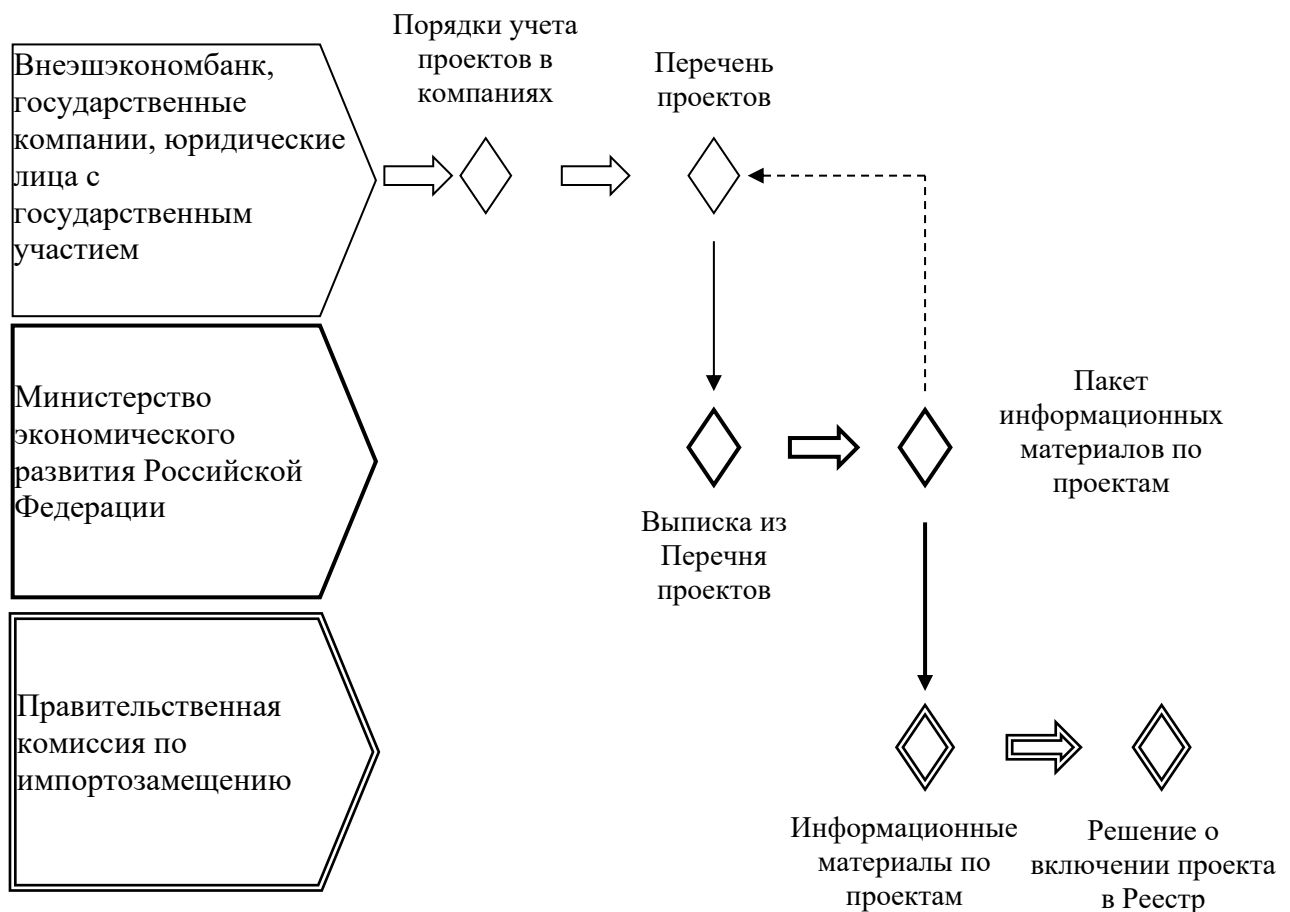 Порядки учета
проектов в
компаниях
Перечень
проектов
Внеэшэкономбанк,
государственные
компании, юридические
лица с
государственным
участием
Министерство
экономического
развития Российской
Федерации
Пакет
информационных
материалов по
проектам
Выписка из
Перечня
проектов
Правительственная
комиссия по
импортозамещению
Информационные
материалы по
проектам
Решение о
включении проекта
в Реестр